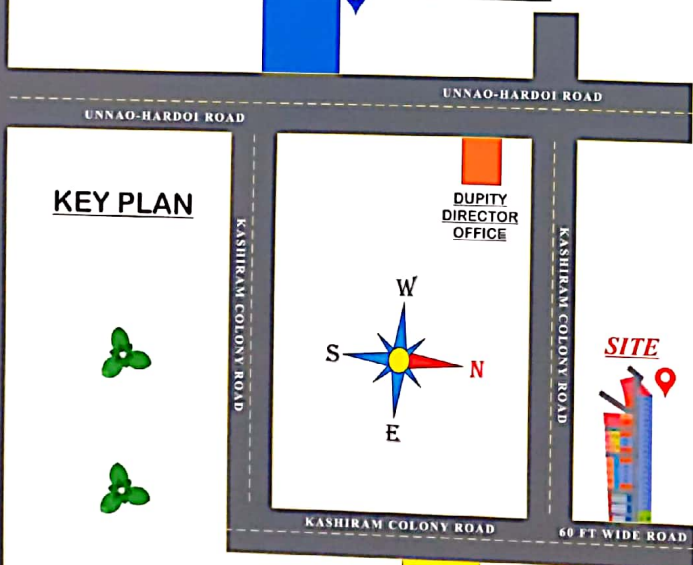 UNNAO-HARDOI ROAD
UNNAO-HARDOI ROAD
KEY PLAN
DUPITY
DIRECTOR
OFFICE
KASHIRAM COLONY ROAD
KASHIRAM COLONY ROAD
W
S
N
E
SITE
KASHIRAM COLONY ROAD
60 FT WIDE ROAD